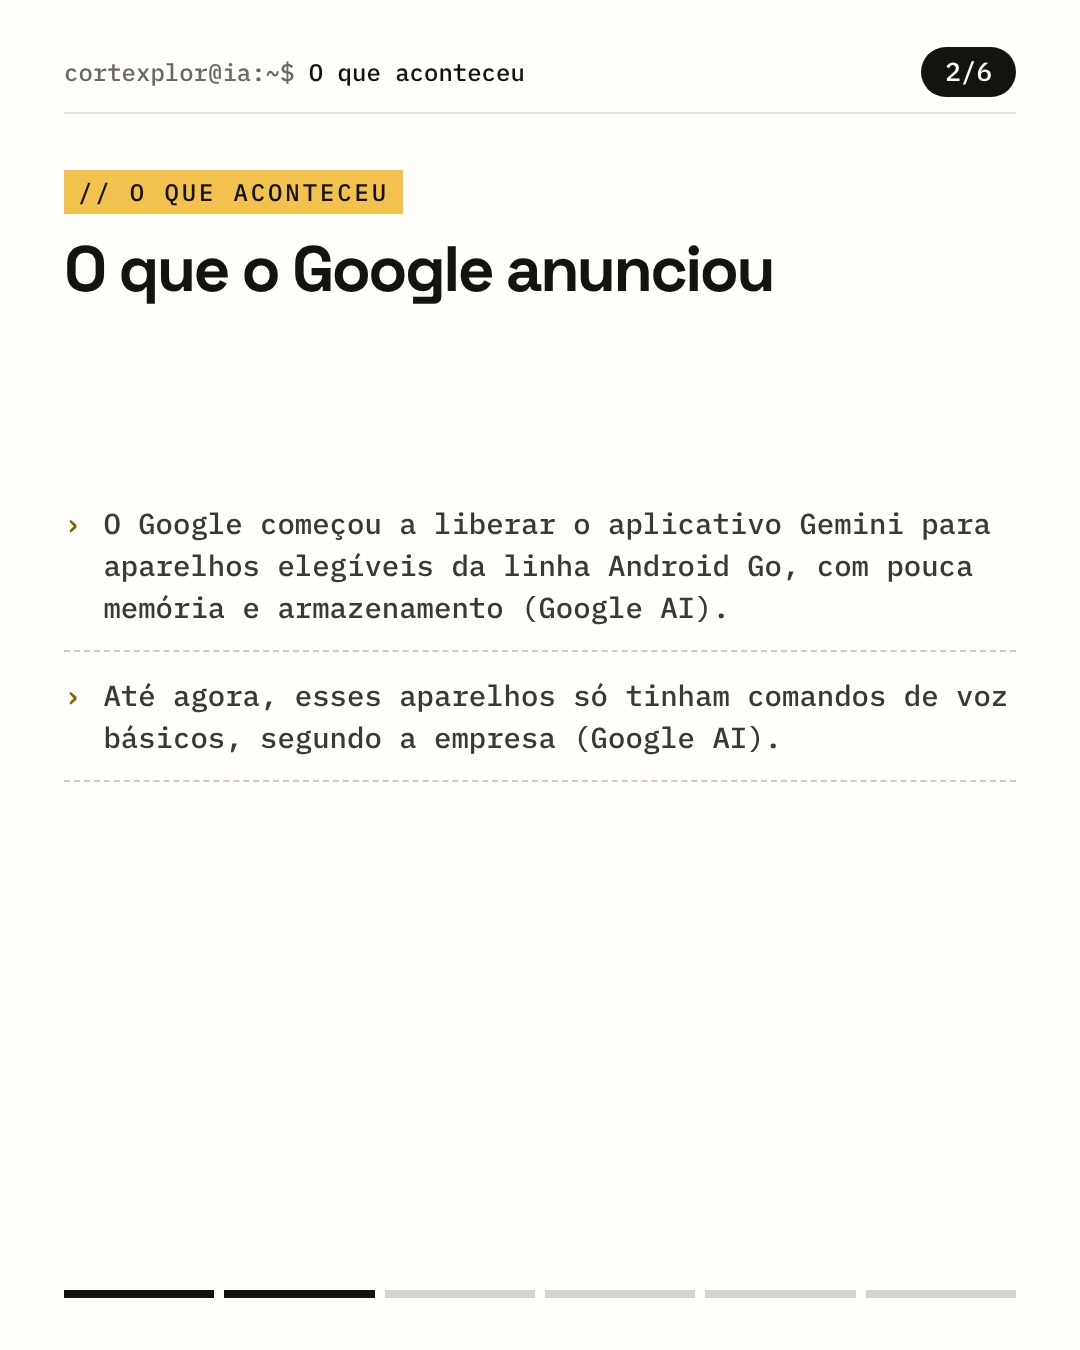 cortexplor@ia:~$ O que aconteceu
2/6
// O QUE ACONTECEU
O que o Google anunciou
› O Google começou a liberar o aplicativo Gemini para
aparelhos elegíveis da linha Android Go, com pouca
memória e armazenamento (Google AI).
› Até agora, esses aparelhos só tinham comandos de voz
básicos, segundo a empresa (Google AI).